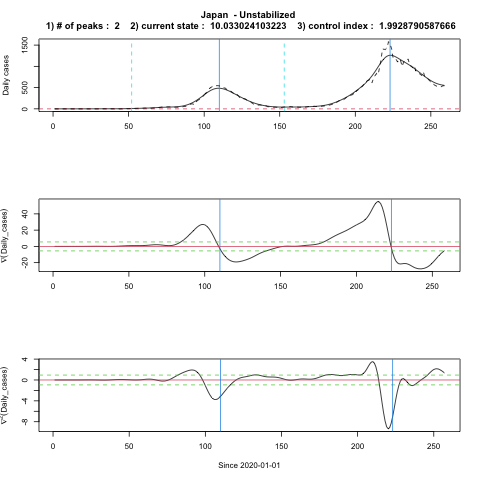 Japan - Unstabilized
1) # of peaks : 2 2) current state : 10.033024103223 3) control index : 1.9928790587666
Daily cases
1500
500
0
0 50 100 150 200 250
∇(Daily_cases)
40
20
0
-20
0 50 100 150 200 250
∇²(Daily_cases)
4
0
-4
-8
0 50 100 150 200 250
Since 2020-01-01